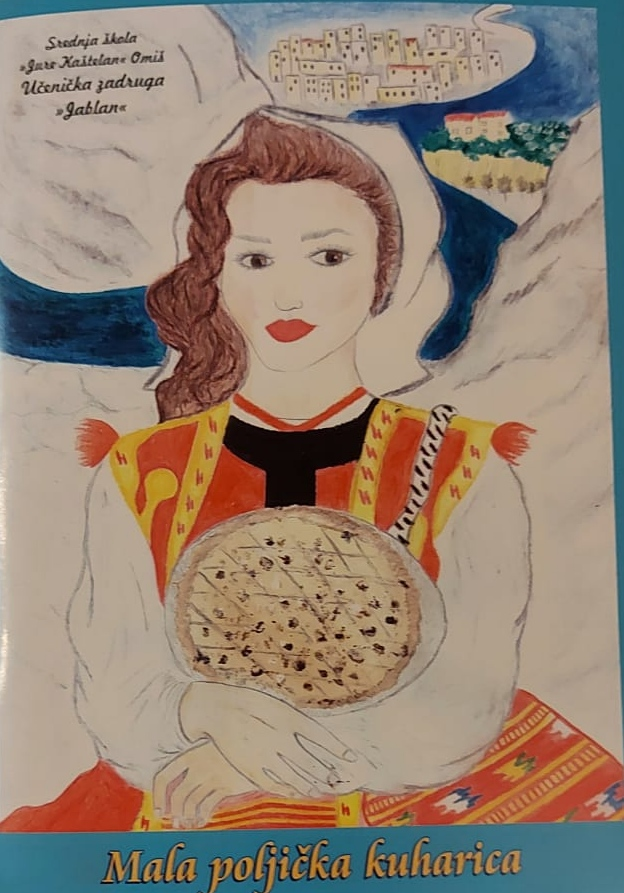 Srednja škola
»Jure Kaštelan« Omiš
Učenička zadruga
»Jablan«
Mala poljička kuharica